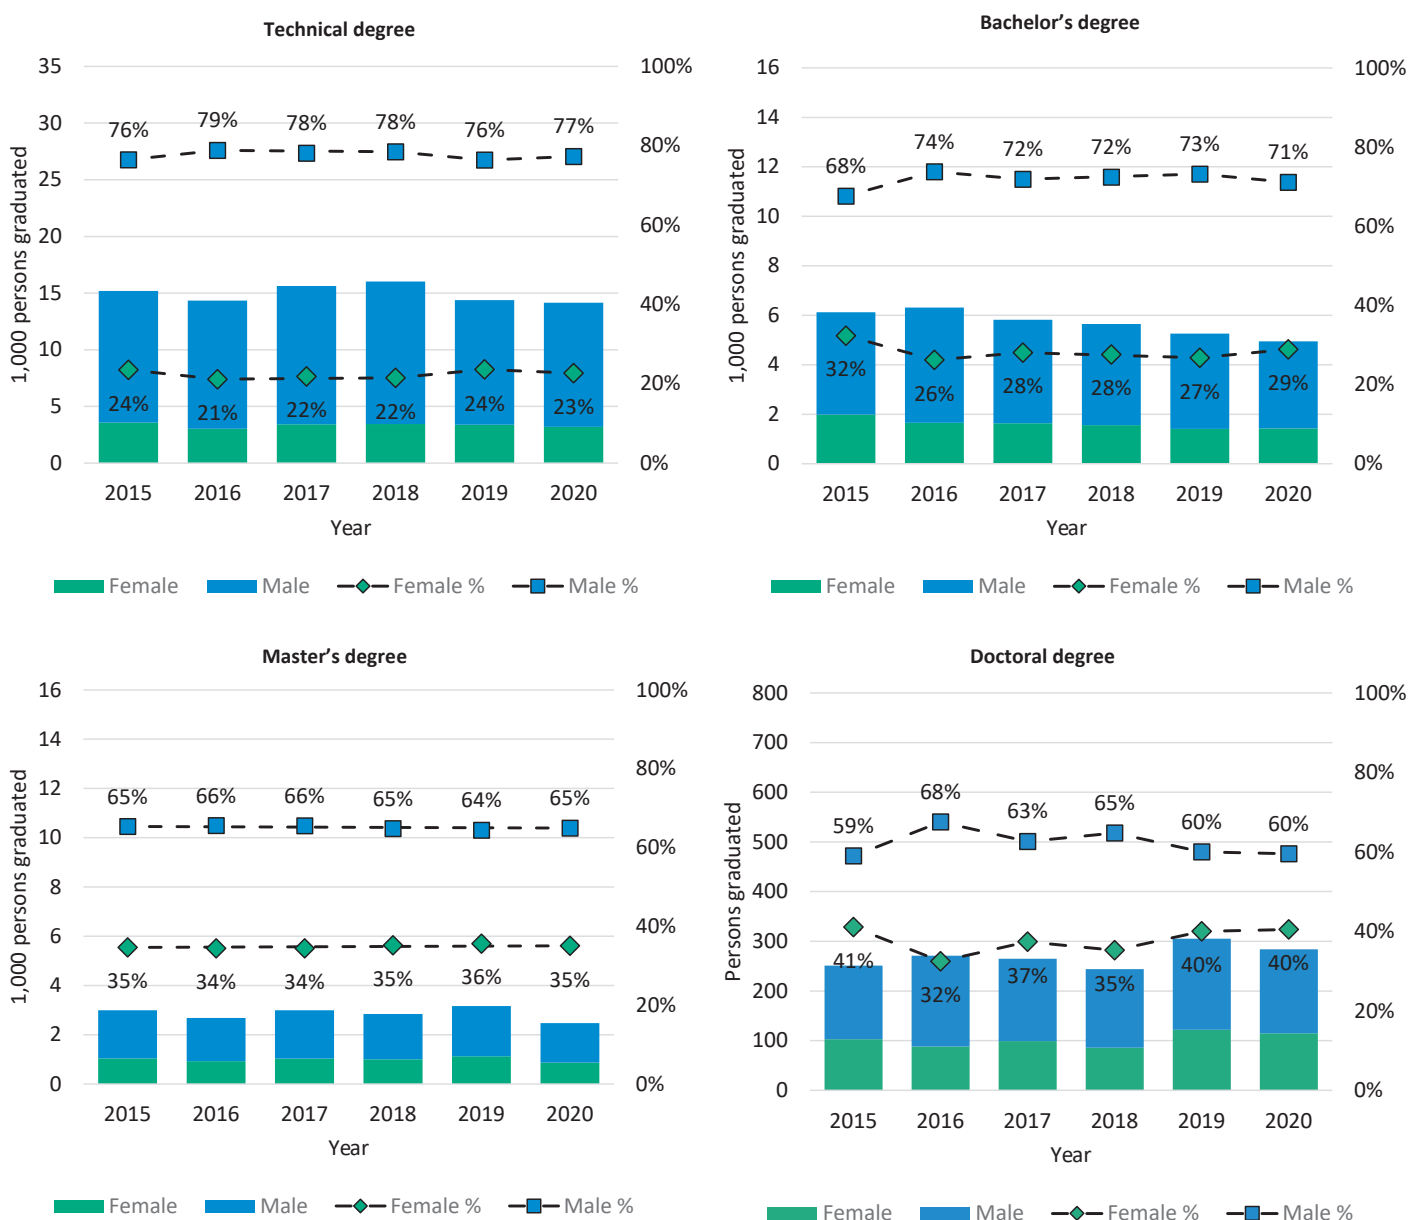 Technical degree
35
30
25
20
15
10
5
0
1,000 persons graduated
100%
80%
60%
40%
20%
0%
76% 79% 78% 78% 76% 77%
24% 21% 22% 22% 24% 23%
2015 2016 2017 2018 2019 2020
Year
Female Male Female % Male %
Bachelor's degree
16
14
12
10
8
6
4
2
0
1,000 persons graduated
100%
80%
60%
40%
20%
0%
68% 74% 72% 72% 73% 71%
32% 26% 28% 28% 27% 29%
2015 2016 2017 2018 2019 2020
Year
Female Male Female % Male %
Master's degree
16
14
12
10
8
6
4
2
0
1,000 persons graduated
100%
80%
60%
40%
20%
0%
65% 66% 66% 65% 64% 65%
35% 34% 34% 35% 36% 35%
2015 2016 2017 2018 2019 2020
Year
Female Male Female % Male %
Doctoral degree
800
700
600
500
400
300
200
100
0
Persons graduated
100%
80%
60%
40%
20%
0%
59% 68% 63% 65% 60% 60%
41% 32% 37% 35% 40% 40%
2015 2016 2017 2018 2019 2020
Year
Female Male Female % Male %